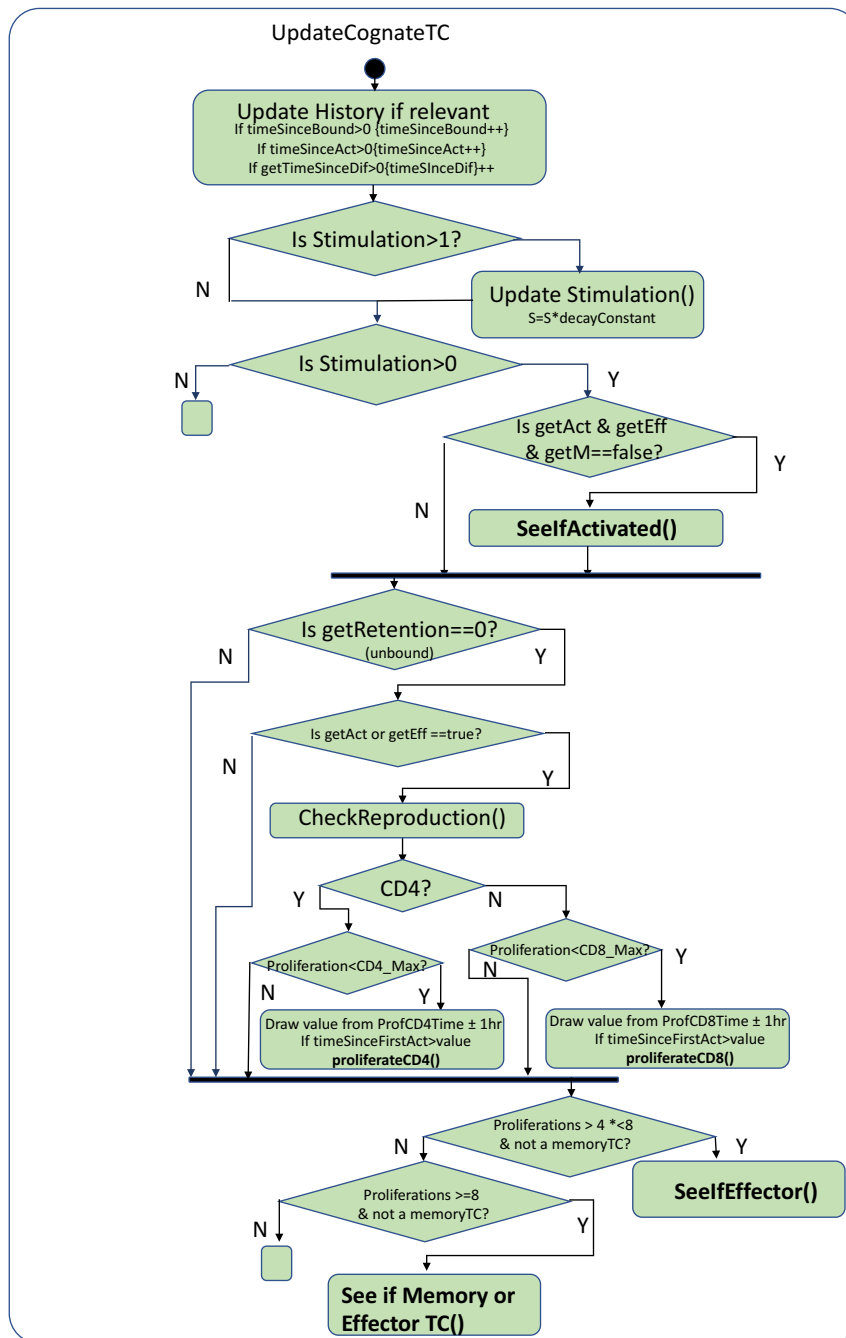 UpdateCognateTC
Update History if relevant
If timeSinceBound>0 {timeSinceBound++}
If timeSinceAct>0{timeSinceAct++}
If getTimeSinceDif>0{timeSInceDif}++
Is Stimulation>1?
N
Update Stimulation()
S=S*decayConstant
Is Stimulation>0
N
Y
Is getAct & getEff
& getM==false?
Y
N
SeeIfActivated()
Is getRetention==0?
(unbound)
N
Y
Is getAct or getEff ==true?
N
Y
CheckReproduction()
CD4?
Y
N
Proliferation<CD4_Max?
Proliferation<CD8_Max?
N
Y
N
Y
Draw value from ProfCD4Time ± 1hr
If timeSinceFirstAct>value
proliferateCD4()
Draw value from ProfCD8Time ± 1hr
If timeSinceFirstAct>value
proliferateCD8()
Proliferations > 4 *<8
& not a memoryTC?
N
Y
SeeIfEffector()
Proliferations >=8
& not a memoryTC?
N
Y
See if Memory or
Effector TC()